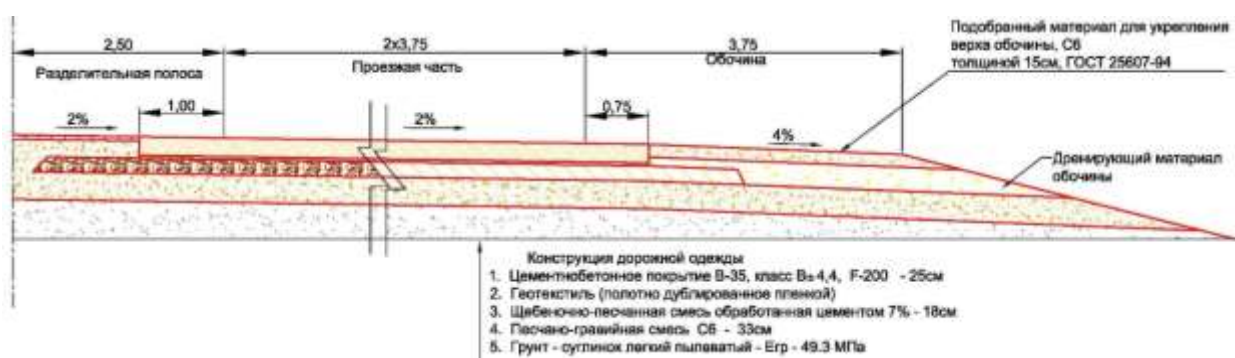 Подобранный материал для укрепления
верха обочины, С6
толщиной 15см, ГОСТ 25607-94
2,50
2х3,75
3,75
Разделительная полоса
Проезжая часть
Обочина
1,00
0,75
2%
2%
4%
Дренирующий материал
обочины
Конструкция дорожной одежды
1. Цементнобетонное покрытие В-35, класс В±4,4, F-200 - 25см
2. Геотекстиль (полотно дублированное пленкой)
3. Щебеночно-песчанная смесь обработанная цементом 7% - 18см
4. Песчано-гравийная смесь С6 - 33см
5. Грунт - суглинок легкий пылеватый - Егр - 49.3 МПа